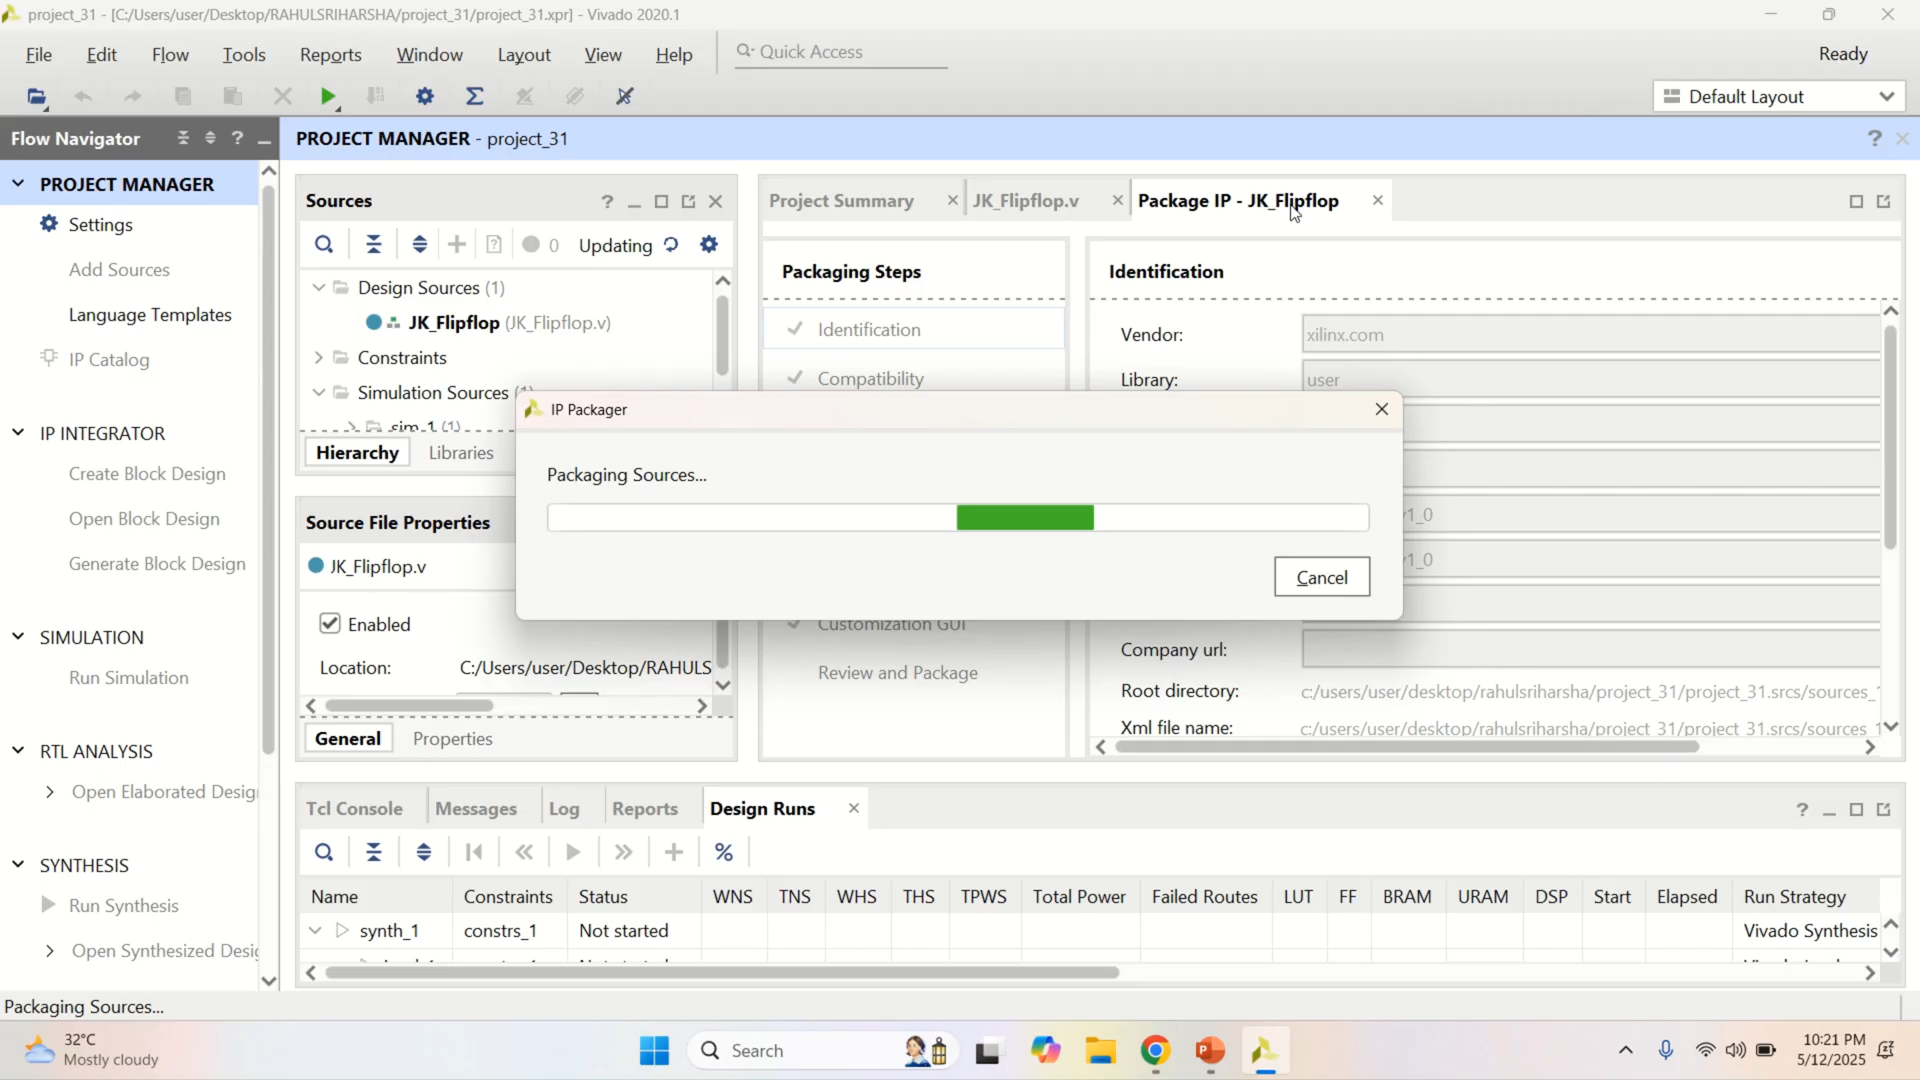 project_31 - [C:/Users/user/Desktop/RAHULSRIHARSHA/project_31/project_31.xpr] - Vivado 2020.1
File Edit Flow Tools Reports Window Layout View Help Quick Access Ready
Default Layout
Flow Navigator
PROJECT MANAGER - project_31
PROJECT MANAGER
Settings
Add Sources
Language Templates
IP Catalog
IP INTEGRATOR
Create Block Design
Open Block Design
Generate Block Design
SIMULATION
Run Simulation
RTL ANALYSIS
Open Elaborated Desig
SYNTHESIS
Run Synthesis
Open Synthesized Desi
Sources
0 Updating
Design Sources (1)
JK_Flipflop (JK_Flipflop.v)
Constraints
Simulation Sources (1)
sim_1 (1)
Hierarchy Libraries
Source File Properties
JK_Flipflop.v
Enabled
Location: C:/Users/user/Desktop/RAHULS
General Properties
Project Summary JK_Flipflop.v Package IP - JK_Flipflop
Packaging Steps
Identification
Compatibility
Customization GUI
Review and Package
Identification
Vendor: xilinx.com
Library: user
v1_0
v1_0
Company url:
Root directory: c:/users/user/desktop/rahulsriharsha/project_31/project_31.srcs/sources_
Xml file name: c:/users/user/desktop/rahulsriharsha/project_31/project_31.srcs/sources_1
IP Packager
Packaging Sources...
Cancel
Tcl Console Messages Log Reports Design Runs
Name Constraints Status WNS TNS WHS THS TPWS Total Power Failed Routes LUT FF BRAM URAM DSP Start Elapsed Run Strategy
synth_1 constrs_1 Not started Vivado Synthesis
Packaging Sources...
32°C
Mostly cloudy
Search
10:21 PM
5/12/2025